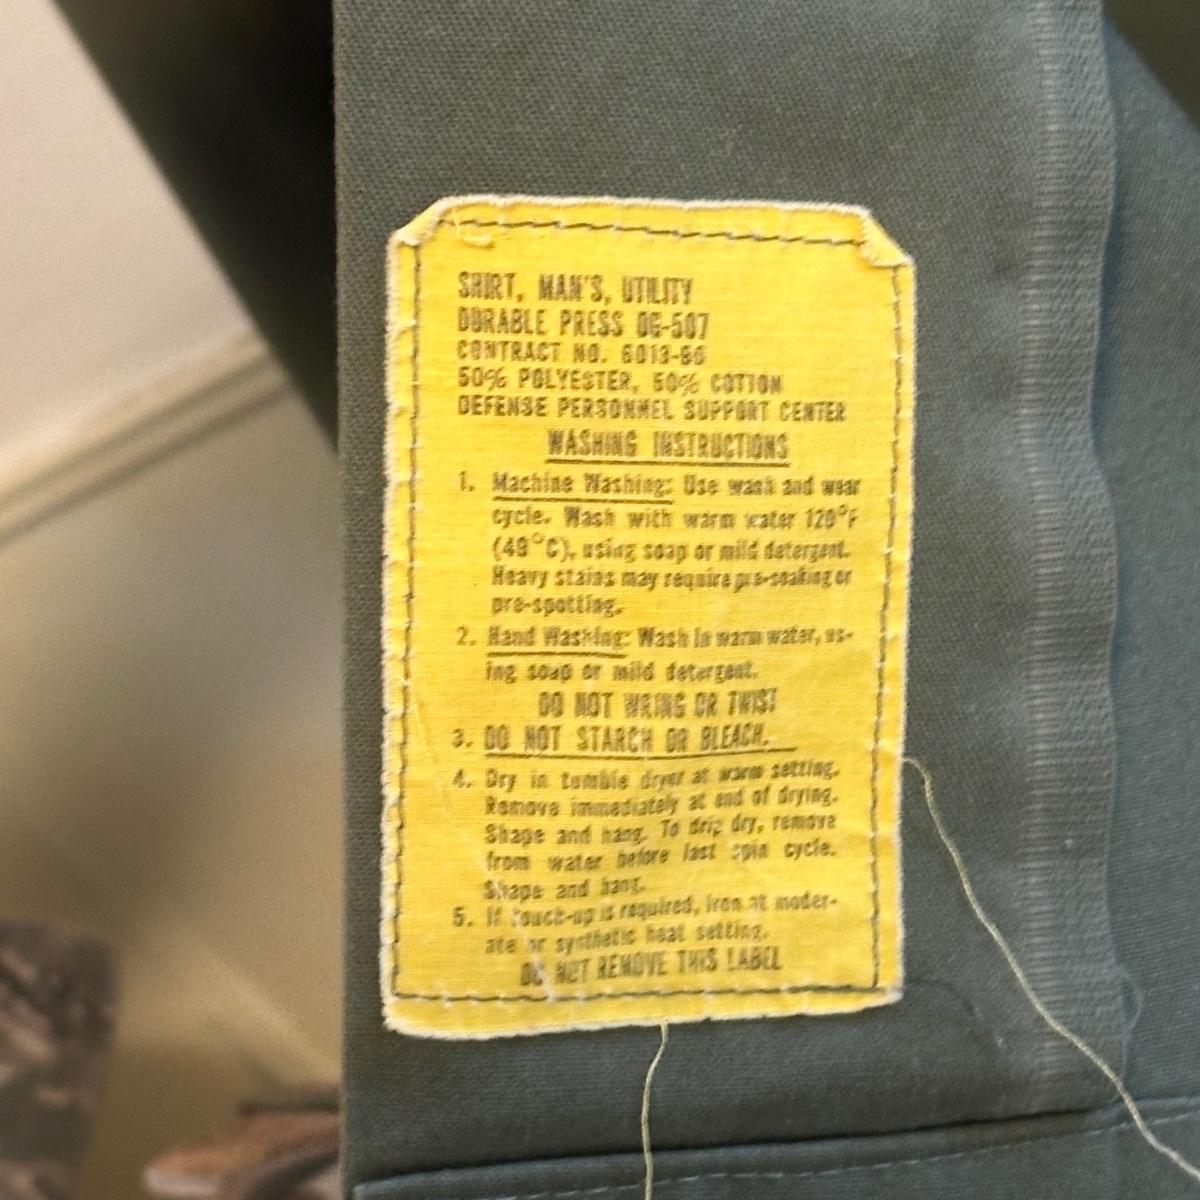 SHIRT, MAN'S, UTILITY
DURABLE PRESS OG-507
CONTRACT NO. 6013-86
50% POLYESTER, 50% COTTON
DEFENSE PERSONNEL SUPPORT CENTER
WASHING INSTRUCTIONS
1. Machine Washing: Use wash and wear
cycle. Wash with warm water 120°F
(49°C), using soap or mild detergent.
Heavy stains may require pre-soaking or
pre-spotting.
2. Hand Washing: Wash in warm water, us-
ing soap or mild detergent.
DO NOT WRING OR TWIST
3. DO NOT STARCH OR BLEACH.
4. Dry in tumble dryer at warm setting.
Remove immediately at end of drying.
Shape and hang. To drip dry, remove
from water before last spin cycle.
Shape and hang.
5. If touch-up is required, iron at moder-
ate or synthetic heat setting.
DO NOT REMOVE THIS LABEL